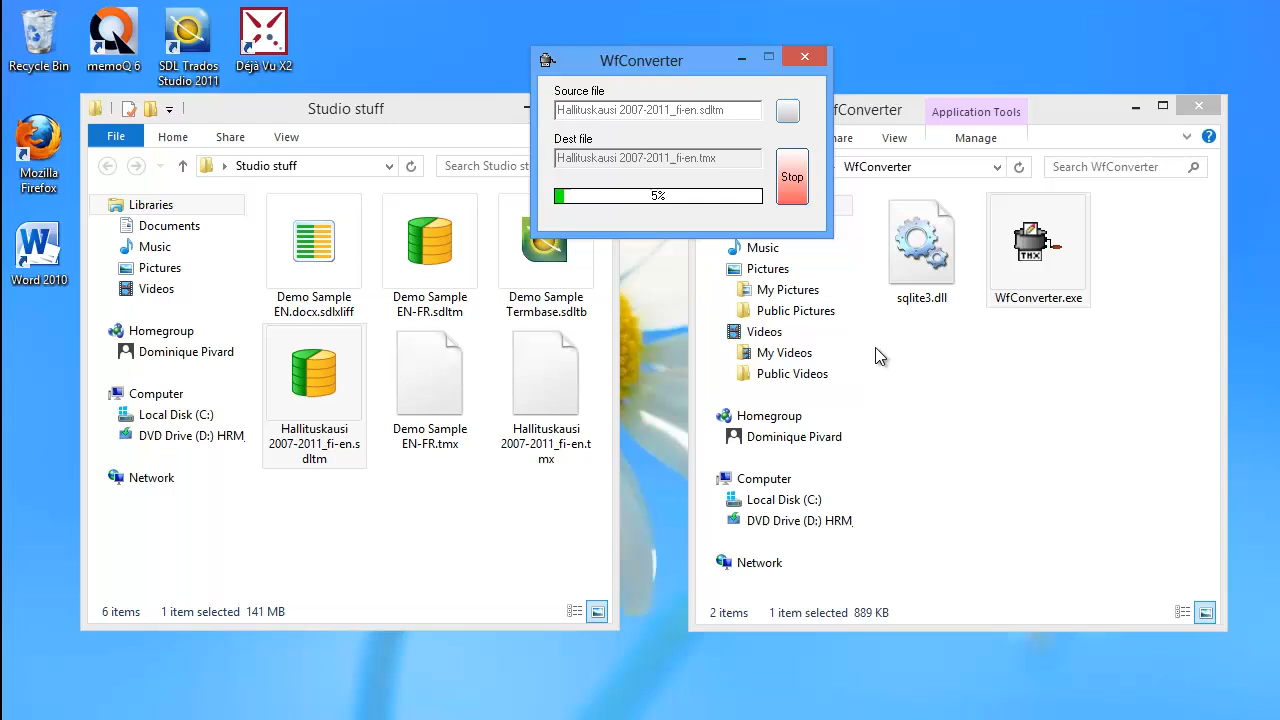 Recycle Bin
memoQ 6
SDL Trados
Studio 2011
Déjà Vu X2
Mozilla
Firefox
Word 2010
Studio stuff
File
Home
Share
View
Studio stuff
Search Studio st
Libraries
Documents
Music
Pictures
Videos
Homegroup
Dominique Pivard
Computer
Local Disk (C:)
DVD Drive (D:) HRM
Network
Demo Sample
EN.docx.sdlxliff
Demo Sample
EN-FR.sdltm
Demo Sample
Termbase.sdltb
Hallituskausi
2007-2011_fi-en.s
dltm
Demo Sample
EN-FR.tmx
Hallituskausi
2007-2011_fi-en.t
mx
6 items
1 item selected
141 MB
WfConverter
Source file
Hallituskausi 2007-2011_fi-en.sdltm
Dest file
Hallituskausi 2007-2011_fi-en.tmx
5%
Stop
fConverter
Application Tools
are
View
Manage
WfConverter
Search WfConverter
Music
Pictures
My Pictures
Public Pictures
Videos
My Videos
Public Videos
Homegroup
Dominique Pivard
Computer
Local Disk (C:)
DVD Drive (D:) HRM
Network
sqlite3.dll
TMX
WfConverter.exe
2 items
1 item selected
889 KB